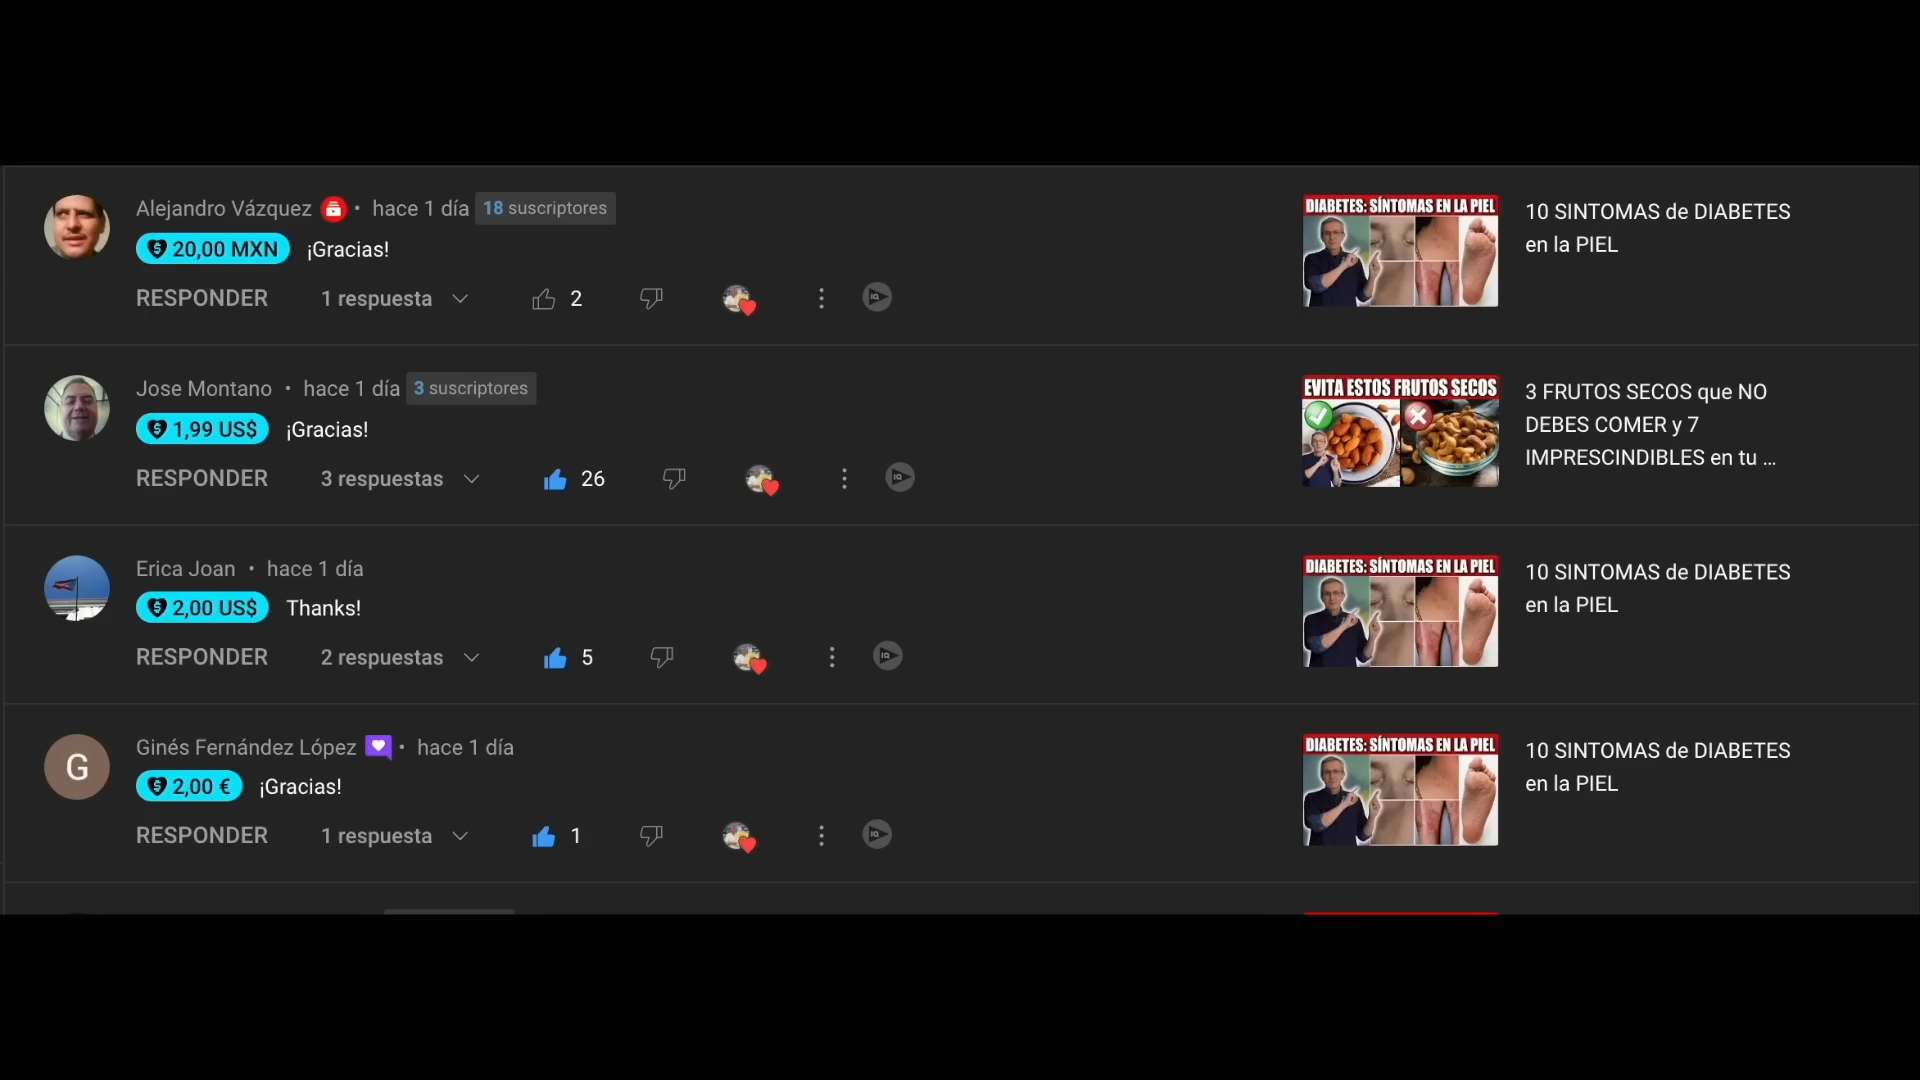 Alejandro Vázquez • hace 1 día 18 suscriptores
20,00 MXN ¡Gracias!
RESPONDER 1 respuesta 2
DIABETES: SÍNTOMAS EN LA PIEL
10 SINTOMAS de DIABETES
en la PIEL
Jose Montano • hace 1 día 3 suscriptores
1,99 US$ ¡Gracias!
RESPONDER 3 respuestas 26
EVITA ESTOS FRUTOS SECOS
3 FRUTOS SECOS que NO
DEBES COMER y 7
IMPRESCINDIBLES en tu ...
Erica Joan • hace 1 día
2,00 US$ Thanks!
RESPONDER 2 respuestas 5
DIABETES: SÍNTOMAS EN LA PIEL
10 SINTOMAS de DIABETES
en la PIEL
G
Ginés Fernández López • hace 1 día
2,00 € ¡Gracias!
RESPONDER 1 respuesta 1
DIABETES: SÍNTOMAS EN LA PIEL
10 SINTOMAS de DIABETES
en la PIEL